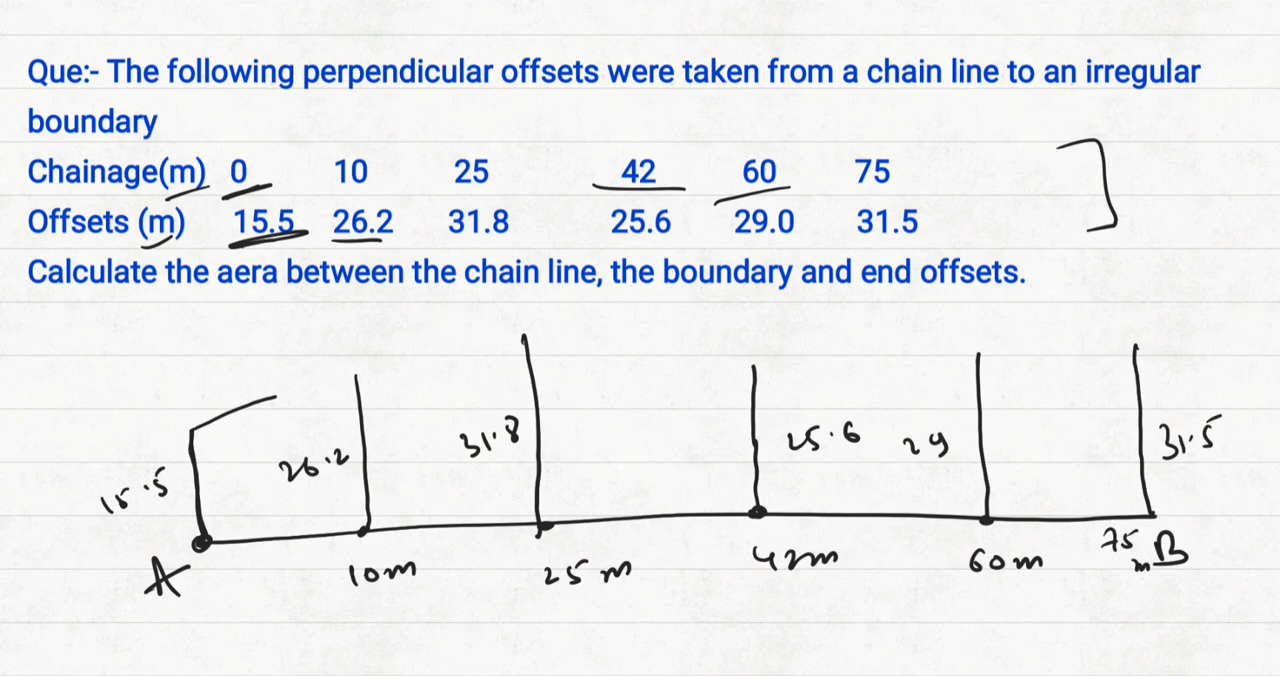 Que:- The following perpendicular offsets were taken from a chain line to an irregular
boundary
Chainage(m) 0 10 25 42 60 75
Offsets (m) 15.5 26.2 31.8 25.6 29.0 31.5
Calculate the aera between the chain line, the boundary and end offsets.
15.5 26.2 31.8 25.6 29 31.5
A 10m 25 m 42m 60m 75 m B